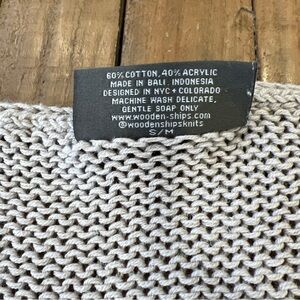 60% COTTON, 40% ACRYLIC
MADE IN BALI, INDONESIA
DESIGNED IN NYC + COLORADO
MACHINE WASH DELICATE,
GENTLE SOAP ONLY
www.wooden-ships.com
@woodenshipsknits
S/M